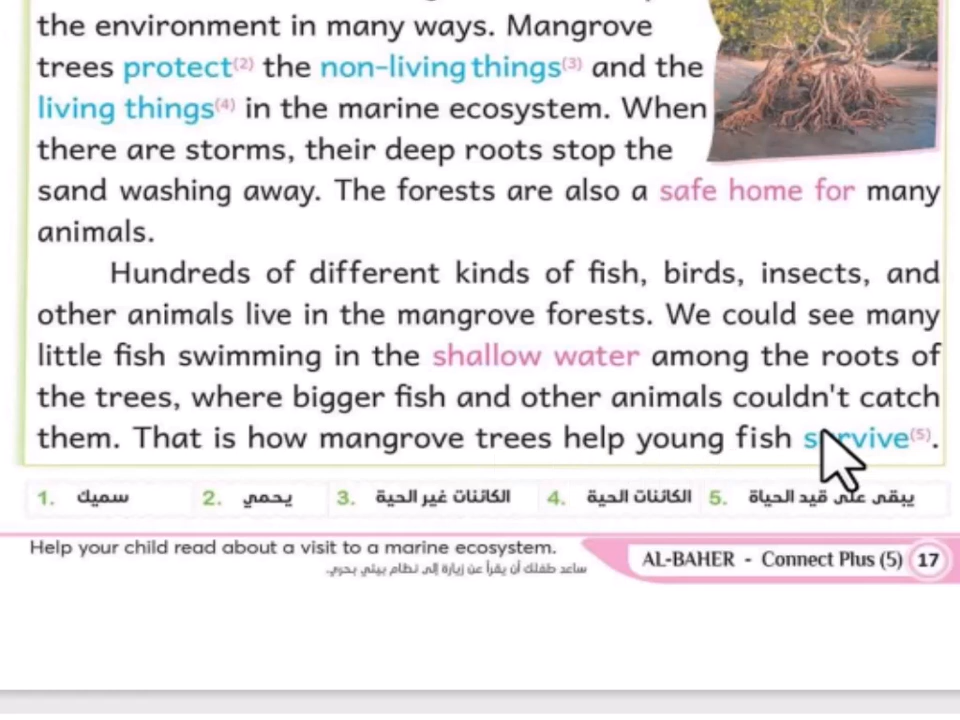 the environment in many ways. Mangrove
trees protect(2) the non-living things(3) and the
living things(4) in the marine ecosystem. When
there are storms, their deep roots stop the
sand washing away. The forests are also a safe home for many
animals.
Hundreds of different kinds of fish, birds, insects, and
other animals live in the mangrove forests. We could see many
little fish swimming in the shallow water among the roots of
the trees, where bigger fish and other animals couldn't catch
them. That is how mangrove trees help young fish survive(5).
1. سميك 2. يحمي 3. الكائنات غير الحية 4. الكائنات الحية 5. يبقى على قيد الحياة
Help your child read about a visit to a marine ecosystem.
ساعد طفلك أن يقرأ عن زيارة إلى نظام بيئي بحري.
AL-BAHER - Connect Plus (5) 17